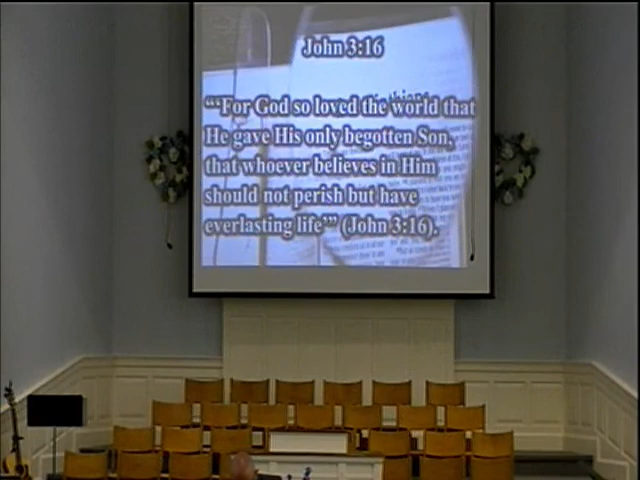 John 3:16
"'For God so loved the world that
He gave His only begotten Son,
that whoever believes in Him
should not perish but have
everlasting life'" (John 3:16).